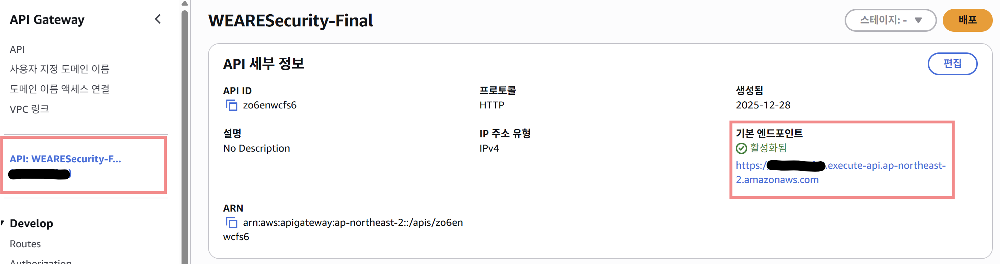 API Gateway
API
사용자 지정 도메인 이름
도메인 이름 액세스 연결
VPC 링크
API: WEARESecurity-F...
)
Develop
Routes
Authorization
WEARESecurity-Final
스테이지: -
배포
API 세부 정보
편집
API ID
zo6enwcfs6
프로토콜
HTTP
생성됨
2025-12-28
설명
No Description
IP 주소 유형
IPv4
기본 엔드포인트
활성화됨
https:/ .execute-api.ap-northeast-
2.amazonaws.com
ARN
arn:aws:apigateway:ap-northeast-2::/apis/zo6en
wcfs6